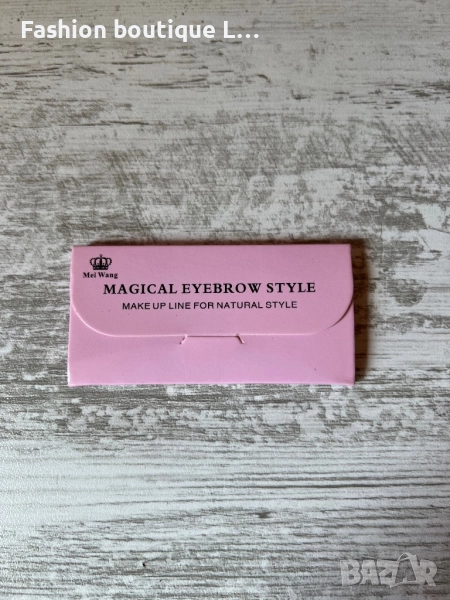 Fashion boutique L...
Mei Wang
MAGICAL EYEBROW STYLE
MAKE UP LINE FOR NATURAL STYLE
BAZAR